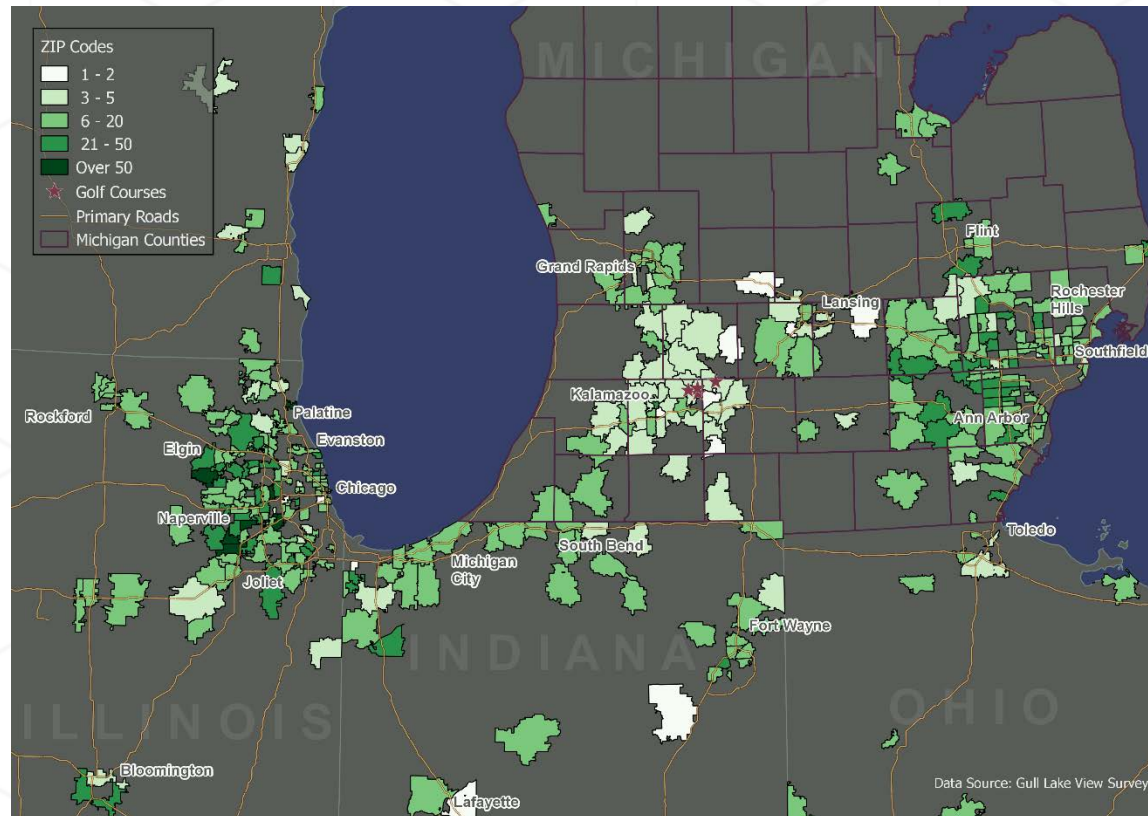 ZIP Codes
1 - 2
3 - 5
6 - 20
21 - 50
Over 50
Golf Courses
Primary Roads
Michigan Counties
MICHIGAN
Flint
Grand Rapids
Lansing
Rochester
Hills
Southfield
Kalamazoo
Ann Arbor
Rockford
Palatine
Evanston
Elgin
Chicago
Naperville
Joliet
Michigan
City
South Bend
Toledo
Fort Wayne
INDIANA
ILLINOIS
OHIO
Bloomington
Lafayette
Data Source: Gull Lake View Survey